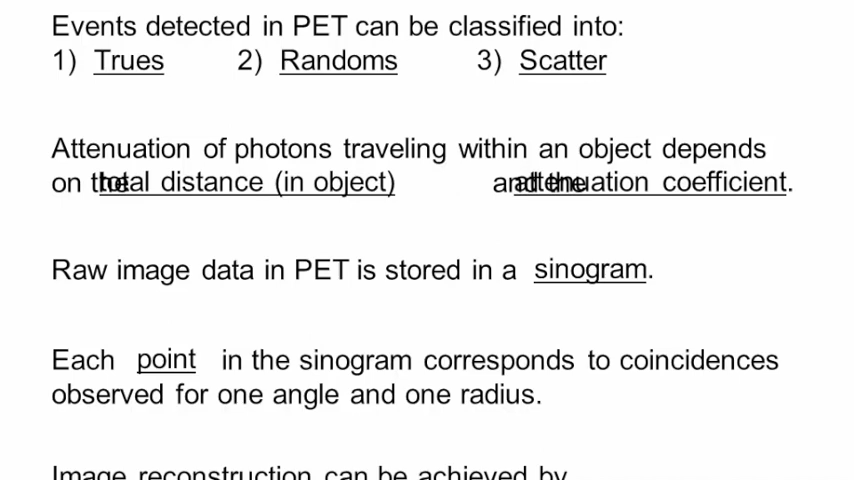 Events detected in PET can be classified into:
1) Trues 2) Randoms 3) Scatter
Attenuation of photons traveling within an object depends
on the total distance (in object) and the attenuation coefficient.
Raw image data in PET is stored in a sinogram.
Each point in the sinogram corresponds to coincidences
observed for one angle and one radius.
Image reconstruction can be achieved by